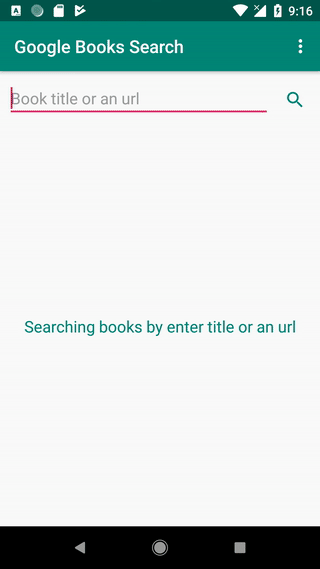 A
9:16
Google Books Search
Book title or an url
Searching books by enter title or an url